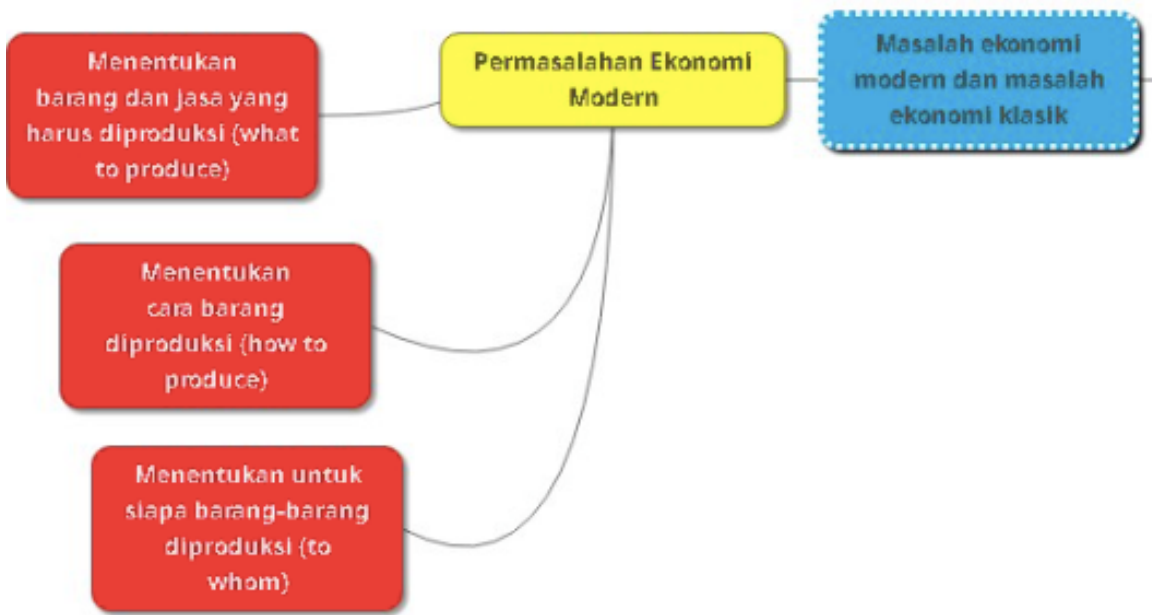 Menentukan
barang dan jasa yang
harus diproduksi (what
to produce)
Permasalahan Ekonomi
Modern
Masalah ekonomi
modern dan masalah
ekonomi klasik
Menentukan
cara barang
diproduksi (how to
produce)
Menentukan untuk
siapa barang-barang
diproduksi (to
whom)